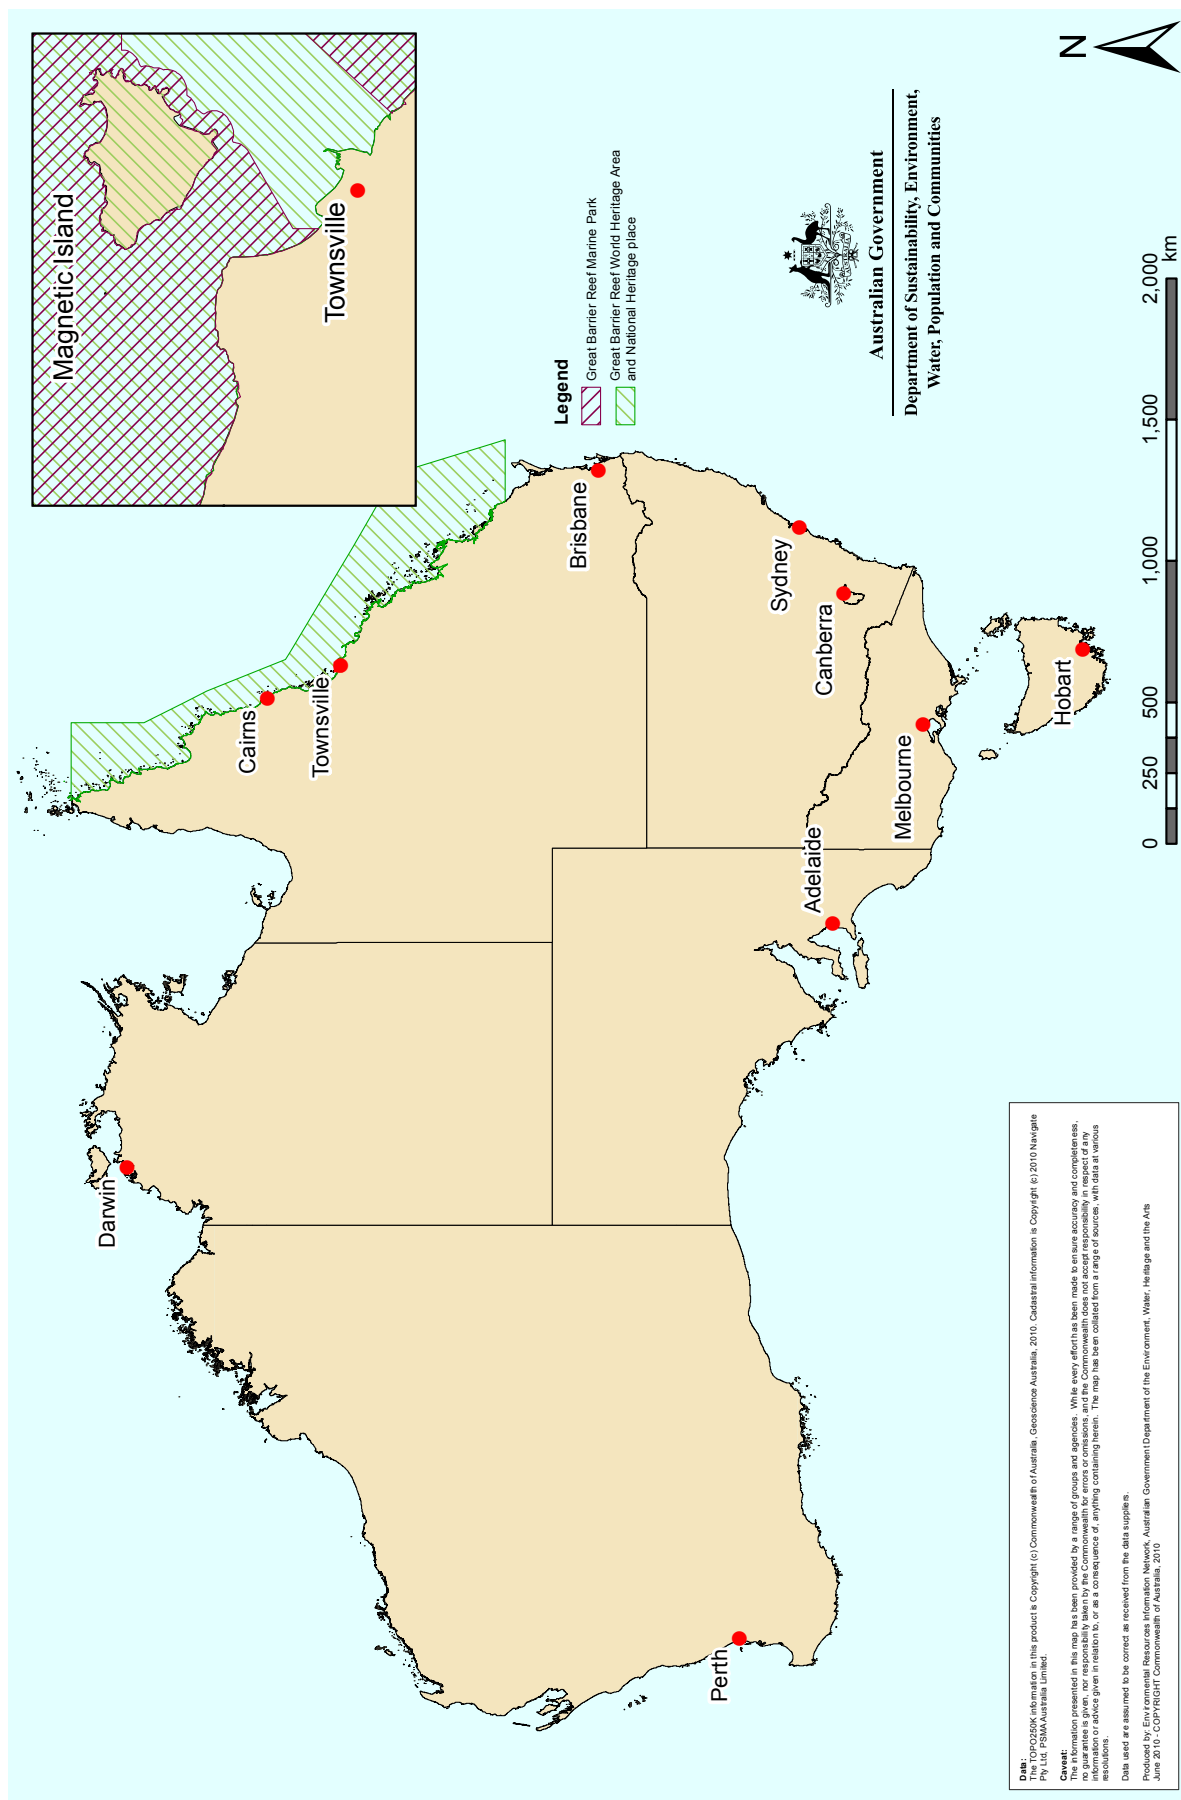 Magnetic Island
Townsville
N
Legend
Great Barrier Reef Marine Park
Great Barrier Reef World Heritage Area
and National Heritage place
Australian Government
Department of Sustainability, Environment,
Water, Population and Communities
Darwin
Cairns
Townsville
Brisbane
Perth
Adelaide
Sydney
Canberra
Melbourne
Hobart
Data:
The TOPO250K information in this product is Copyright (c) Commonwealth of Australia, Geoscience Australia, 2010. Cadastral information is Copyright (c) 2010 Navigate
Pty Ltd, PSMA Australia Limited.
Caveat:
The information presented in this map has been provided by a range of groups and agencies. While every effort has been made to ensure accuracy and completeness,
no guarantee is given, nor responsibility taken by the Commonwealth for errors or omissions, and the Commonwealth does not accept responsibility in respect of any
information or advice given in relation to, or as a consequence of, anything containing herein. The map has been collated from a range of sources, with data at various
resolutions.
Data used are assumed to be correct as received from the data suppliers.
Produced by: Environmental Resources Information Network, Australian Government Department of the Environment, Water, Heritage and the Arts
June 2010 - COPYRIGHT Commonwealth of Australia, 2010
0 250 500 1,000 1,500 2,000
km